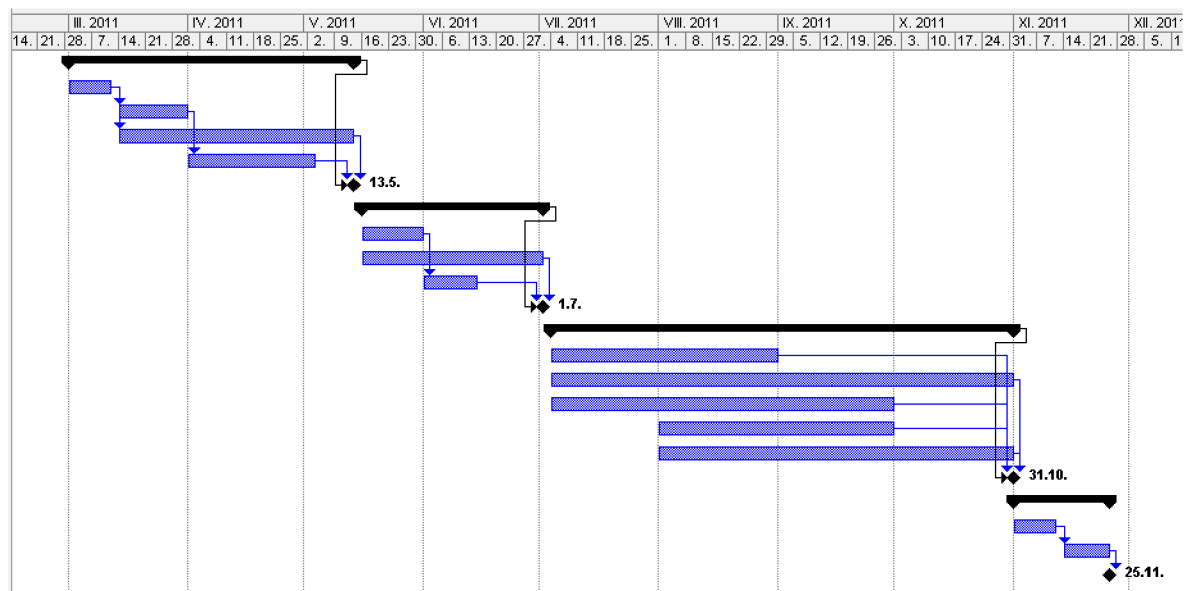 III. 2011 IV. 2011 V. 2011 VI. 2011 VII. 2011 VIII. 2011 IX. 2011 X. 2011 XI. 2011 XII. 2011
14. 21. 28. 7. 14. 21. 28. 4. 11. 18. 25. 2. 9. 16. 23. 30. 6. 13. 20. 27. 4. 11. 18. 25. 1. 8. 15. 22. 29. 5. 12. 19. 26. 3. 10. 17. 24. 31. 7. 14. 21. 28. 5. 1
13.5.
1.7.
31.10.
25.11.